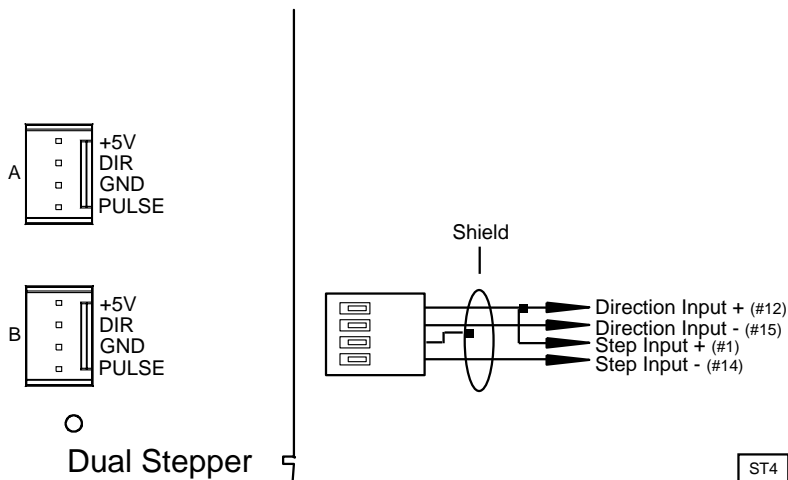 A
+5V
DIR
GND
PULSE
B
+5V
DIR
GND
PULSE
Dual Stepper
Shield
Direction Input + (#12)
Direction Input - (#15)
Step Input + (#1)
Step Input - (#14)
ST4